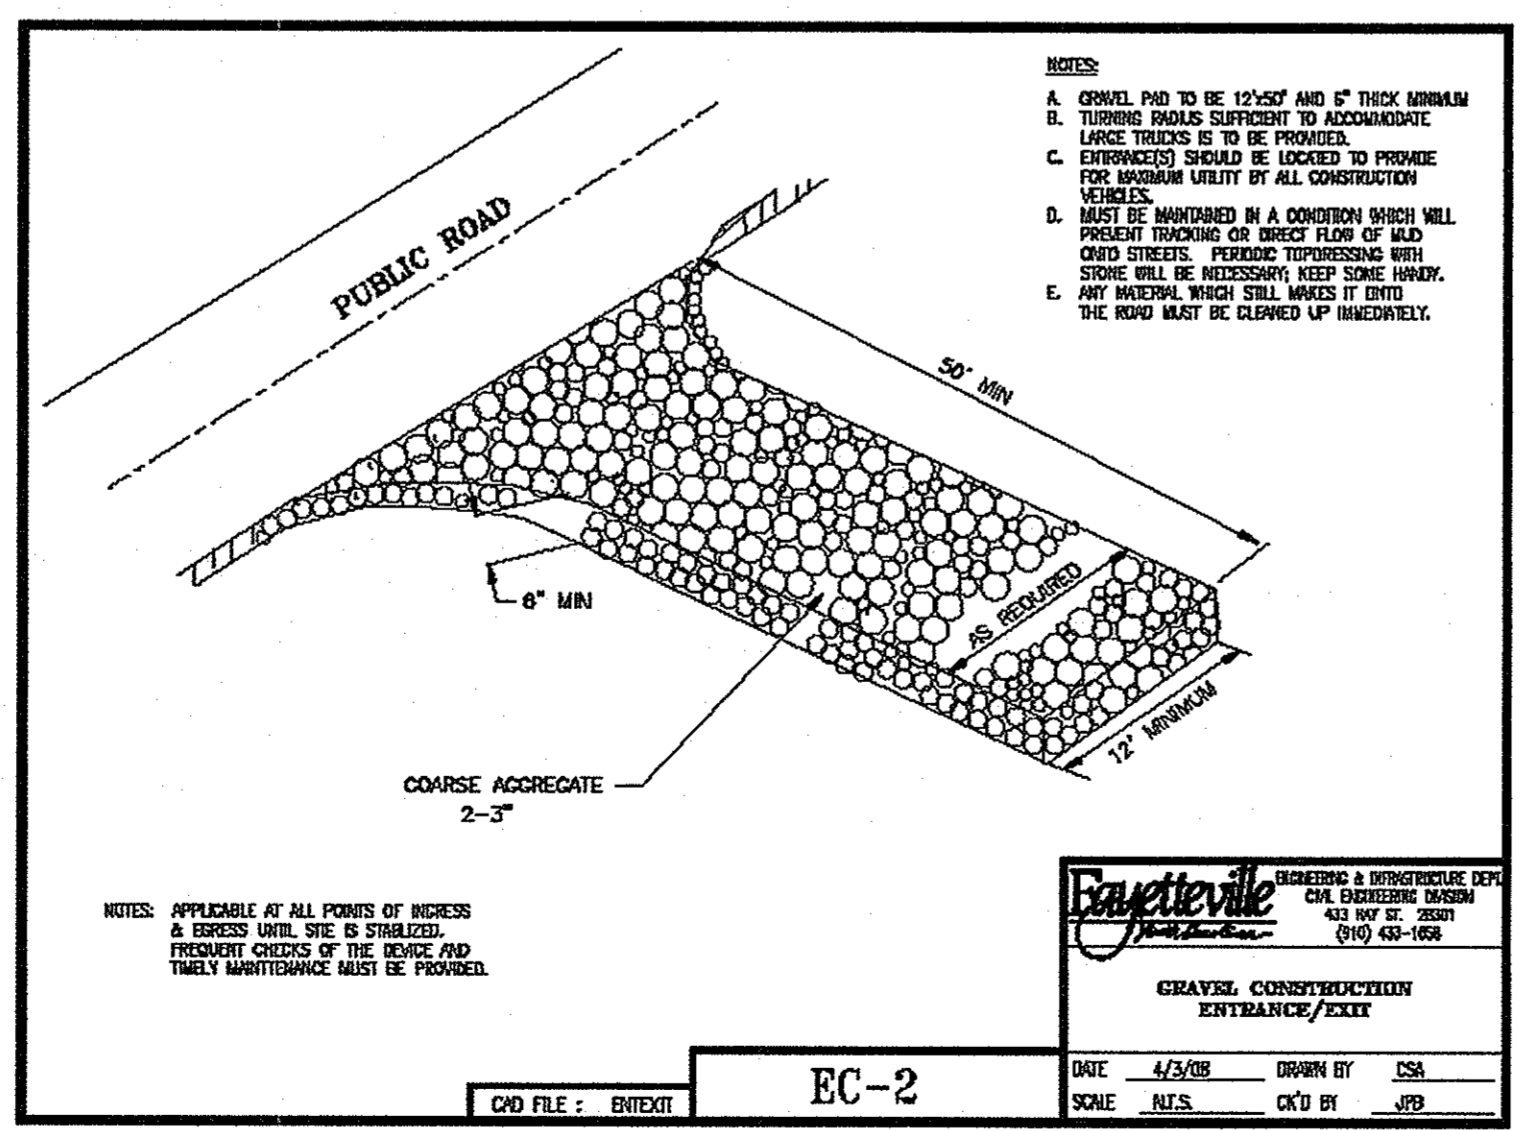 NOTES:
A. GRAVEL PAD TO BE 12'x50' AND 6" THICK MINIMUM
B. TURNING RADIUS SUFFICIENT TO ACCOMMODATE
LARGE TRUCKS IS TO BE PROVIDED.
C. ENTRANCE(S) SHOULD BE LOCATED TO PROVIDE
FOR MAXIMUM UTILITY BY ALL CONSTRUCTION
VEHICLES.
D. MUST BE MAINTAINED IN A CONDITION WHICH WILL
PREVENT TRACKING OR DIRECT FLOW OF MUD
ONTO STREETS. PERIODIC TOPDRESSING WITH
STONE WILL BE NECESSARY; KEEP SOME HANDY.
E. ANY MATERIAL WHICH STILL MAKES IT ONTO
THE ROAD MUST BE CLEANED UP IMMEDIATELY.
PUBLIC ROAD
50' MIN
6" MIN
AS REQUIRED
12' MINIMUM
COARSE AGGREGATE
2-3"
NOTES: APPLICABLE AT ALL POINTS OF INGRESS
& EGRESS UNTIL SITE IS STABLIZED.
FREQUENT CHECKS OF THE DEVICE AND
TIMELY MAINTTENANCE MUST BE PROVIDED.
Fayetteville
North Carolina
ENGINEERING & INFRASTRUCTURE DEPT.
CIVIL ENGINEERING DIVISION
433 HAY ST. 28301
(910) 433-1656
GRAVEL CONSTRUCTION
ENTRANCE/EXIT
DATE 4/3/08 DRAWN BY CSA
SCALE N.T.S. CK'D BY JPB
EC-2
CAD FILE : ENTEXIT